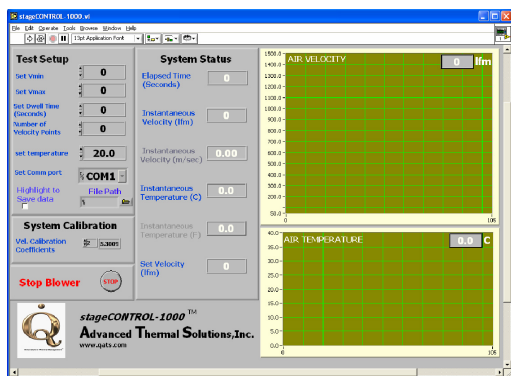 stageCONTROL-1000.vi
File Edit Operate Tools Browse Window Help
13pt Application Font
Test Setup
Set Vmin 0
Set Vmax 0
Set Dwell Time
(Seconds) 0
Number of
Velocity Points 0
set temperature 20.0
Set Comm port COM1
Highlight to
Save data
File Path
System Calibration
Vel. Calibration
Coefficients
Stop Blower STOP
System Status
Elapsed Time
(Seconds) 0
Instantaneous
Velocity (lfm) 0
Instantaneous
Velocity (m/sec) 0.00
Instantaneous
Temperature (C) 0.0
Instantaneous
Temperature (F) 0.0
Set Velocity
(lfm) 0
AIR VELOCITY 0 lfm
1500.0
1400.0
1300.0
1200.0
1100.0
1000.0
900.0
800.0
700.0
600.0
500.0
400.0
300.0
200.0
50.0
0 105
AIR TEMPERATURE 0.0 C
40.0
35.0
30.0
25.0
20.0
15.0
10.0
5.0
0.0
0 105
stageCONTROL-1000 TM
Advanced Thermal Solutions,Inc.
www.qats.com